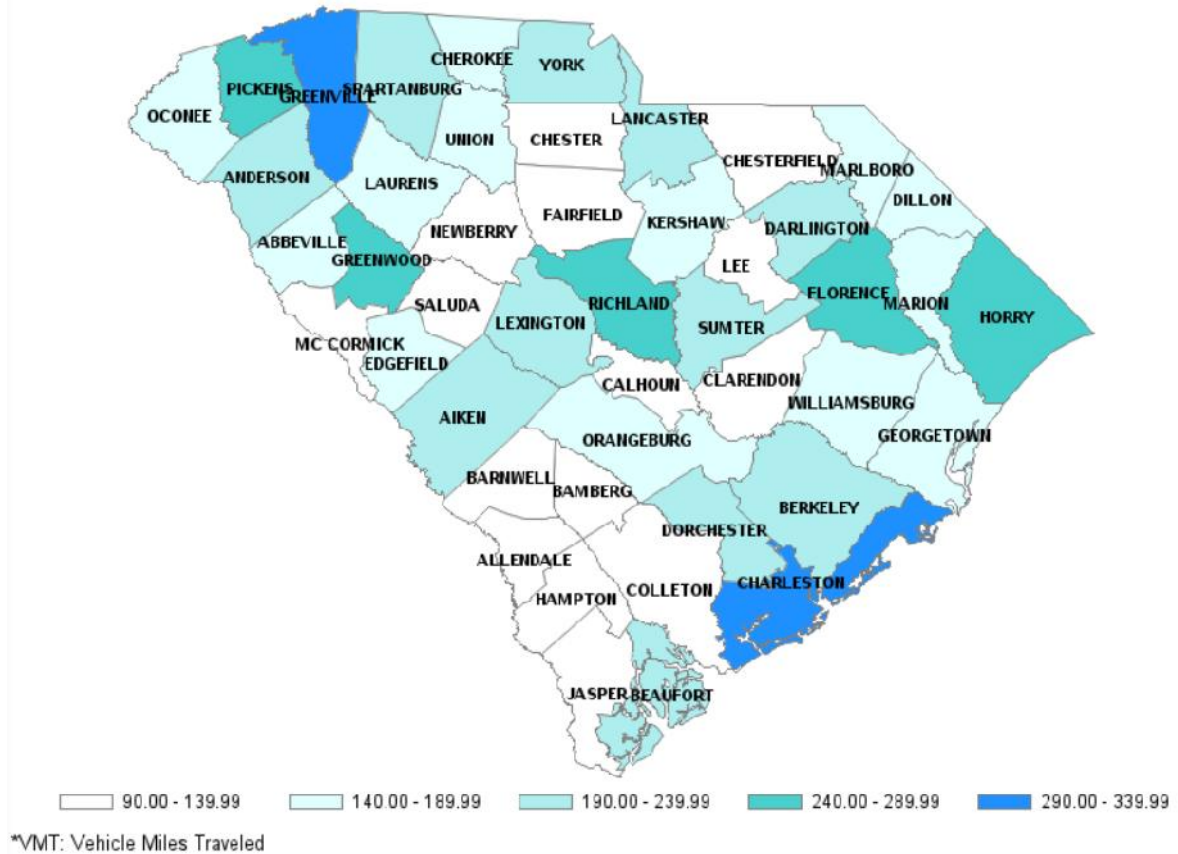 CHEROKEE
YORK
PICKENS
SPARTANBURG
GREENVILLE
OCONEE
LANCASTER
UNION
CHESTER
CHESTERFIELD
MARLBORO
ANDERSON
LAURENS
DILLON
FAIRFIELD
KERSHAW
DARLINGTON
NEWBERRY
ABBEVILLE
GREENWOOD
LEE
FLORENCE
MARION
SALUDA
RICHLAND
HORRY
LEXINGTON
SUMTER
MC CORMICK
EDGEFIELD
CALHOUN
CLARENDON
WILLIAMSBURG
AIKEN
ORANGEBURG
GEORGETOWN
BARNWELL
BAMBERG
BERKELEY
DORCHESTER
ALLENDALE
CHARLESTON
COLLETON
HAMPTON
JASPER
BEAUFORT
90.00 - 139.99
140.00 - 189.99
190.00 - 239.99
240.00 - 289.99
290.00 - 339.99
*VMT: Vehicle Miles Traveled